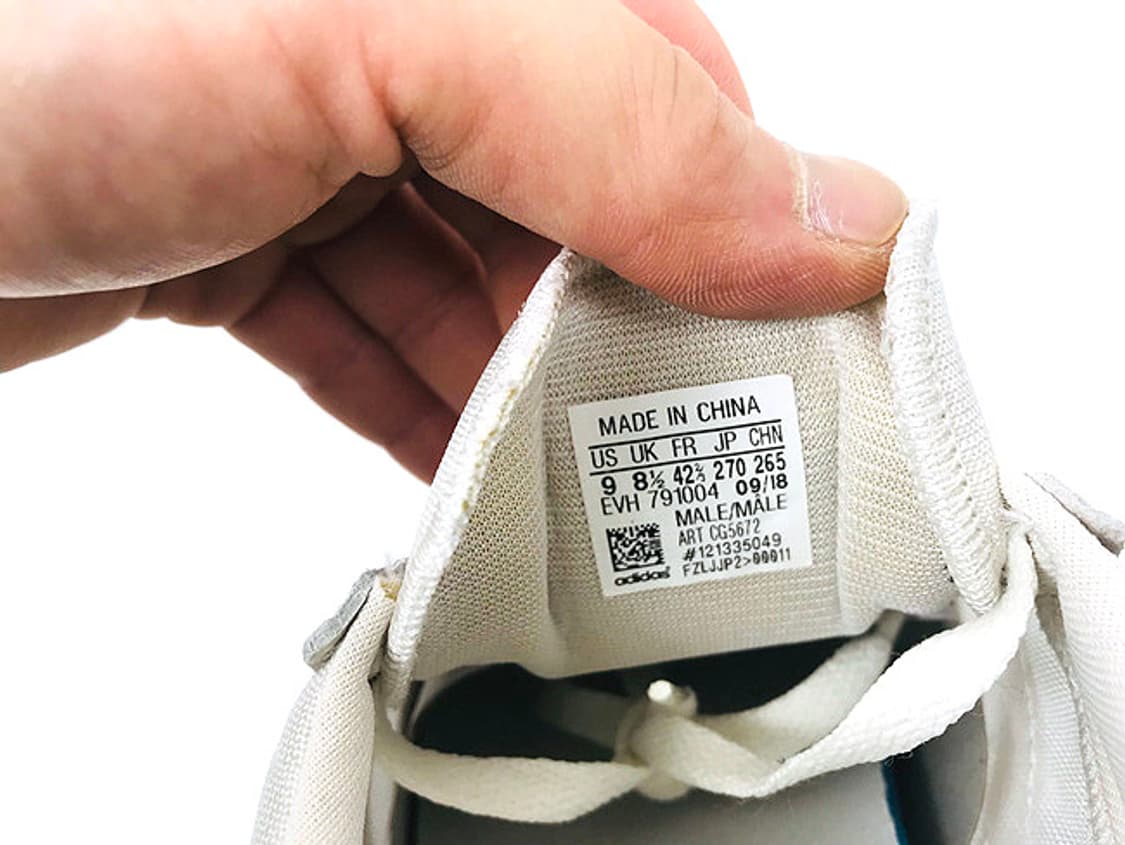 MADE IN CHINA
US UK FR JP CHN
9 8½ 42⅔ 270 265
EVH 791004 09/18
MALE/MÂLE
ART CG5672
#121335049
FZLJJP2>00011
adidas